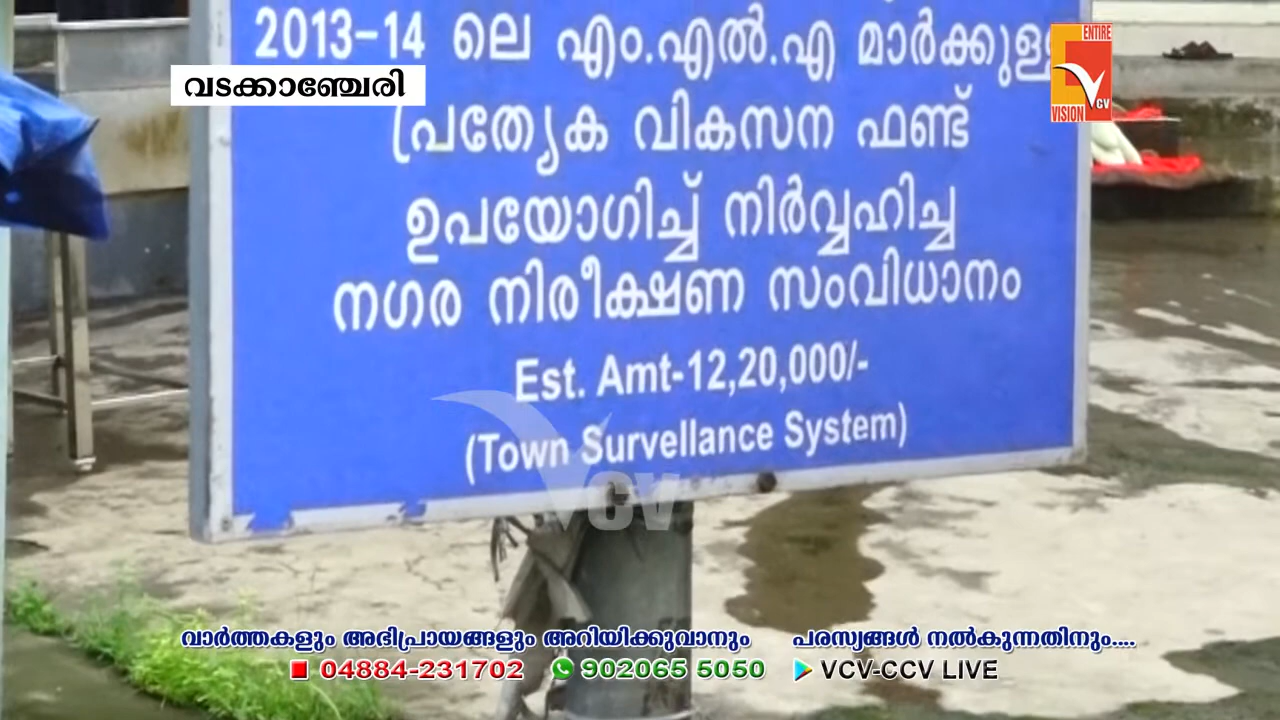 2013-14 ലെ എം.എൽ.എ മാർക്കുള്ള
പ്രത്യേക വികസന ഫണ്ട്
ഉപയോഗിച്ച് നിർവ്വഹിച്ച
നഗര നിരീക്ഷണ സംവിധാനം
Est. Amt-12,20,000/-
(Town Survellance System)
വടക്കാഞ്ചേരി
ENTIRE
VCV
VISION
VCV
വാർത്തകളും അഭിപ്രായങ്ങളും അറിയിക്കുവാനും പരസ്യങ്ങൾ നൽകുന്നതിനും....
04884-231702 902065 5050 VCV-CCV LIVE